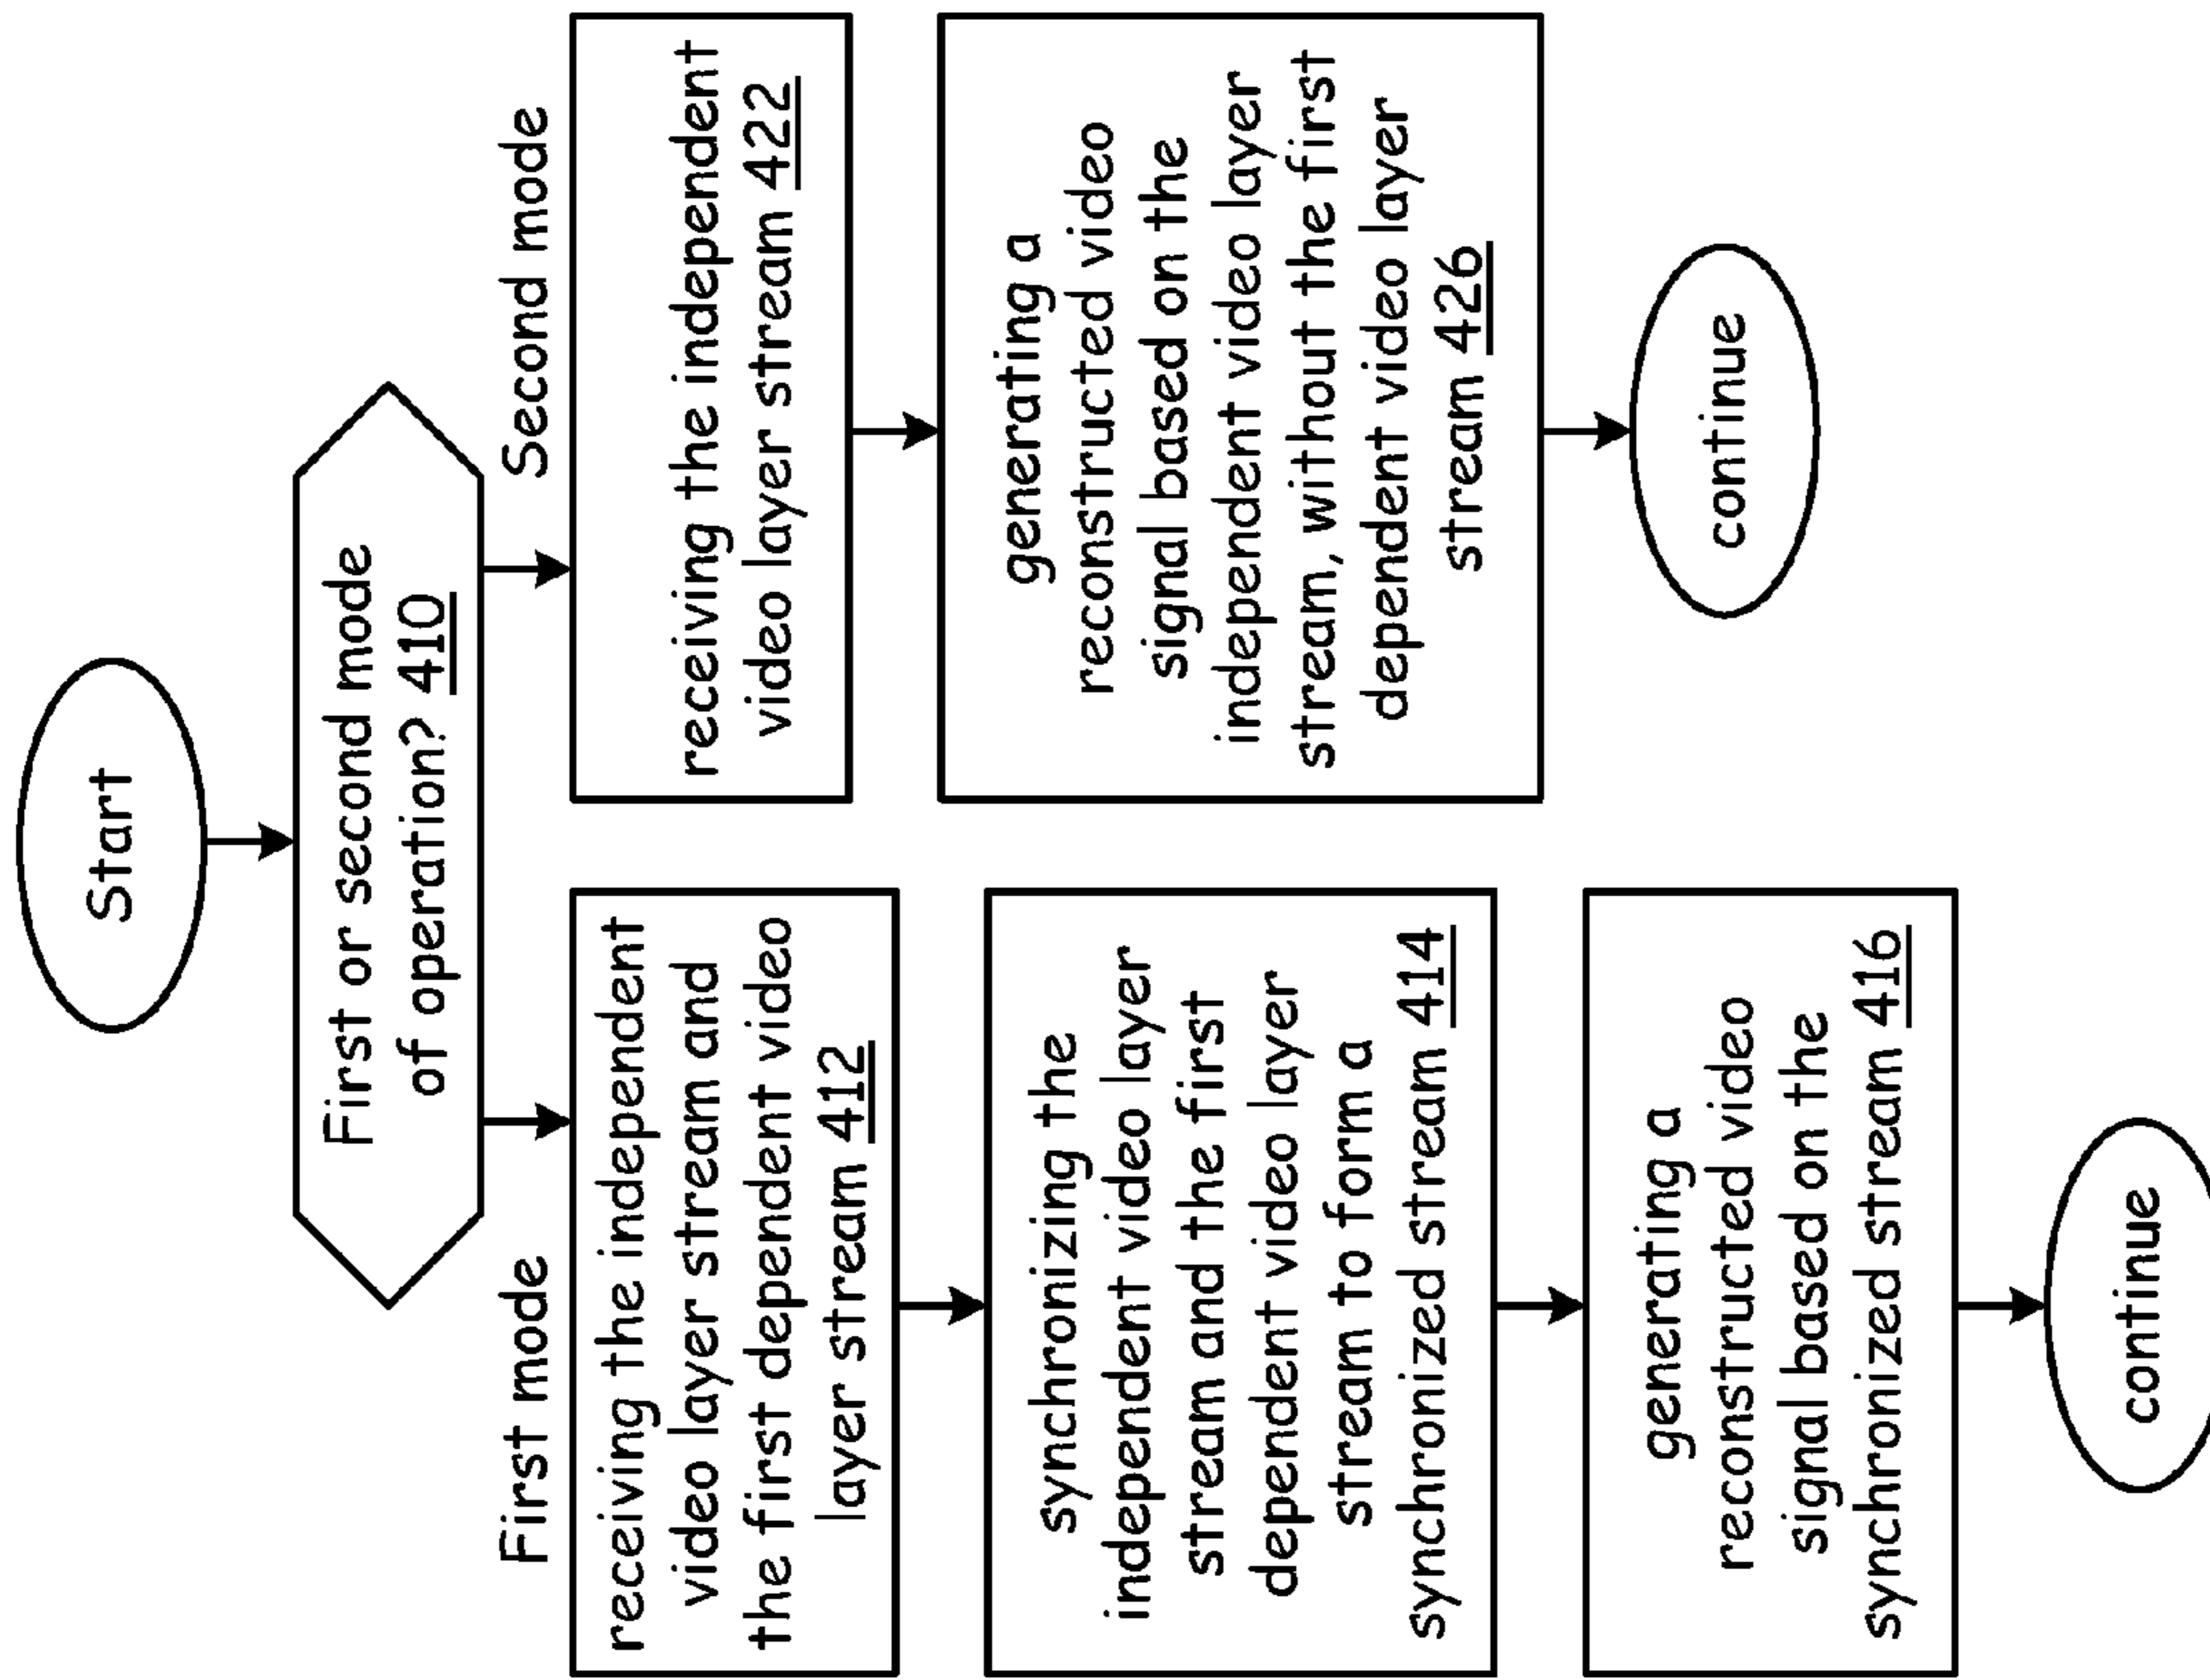 Start
First or second mode
of operation? 410
First mode
receiving the independent
video layer stream and
the first dependent video
layer stream 412
synchronizing the
independent video layer
stream and the first
dependent video layer
stream to form a
synchronized stream 414
generating a
reconstructed video
signal based on the
synchronized stream 416
continue
Second mode
receiving the independent
video layer stream 422
generating a
reconstructed video
signal based on the
independent video layer
stream, without the first
dependent video layer
stream 426
continue